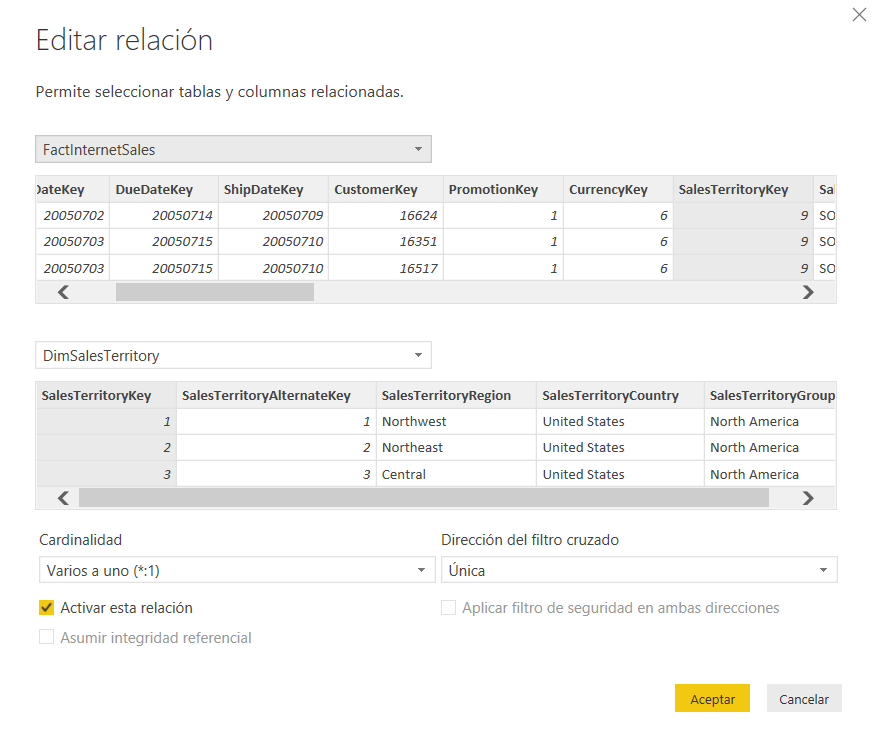 Editar relación
Permite seleccionar tablas y columnas relacionadas.
FactInternetSales
DateKey DueDateKey ShipDateKey CustomerKey PromotionKey CurrencyKey SalesTerritoryKey Sa
20050702 20050714 20050709 16624 1 6 9 SO
20050703 20050715 20050710 16351 1 6 9 SO
20050703 20050715 20050710 16517 1 6 9 SO
DimSalesTerritory
SalesTerritoryKey SalesTerritoryAlternateKey SalesTerritoryRegion SalesTerritoryCountry SalesTerritoryGroup
1 1 Northwest United States North America
2 2 Northeast United States North America
3 3 Central United States North America
Cardinalidad Dirección del filtro cruzado
Varios a uno (*:1) Única
Activar esta relación Aplicar filtro de seguridad en ambas direcciones
Asumir integridad referencial
Aceptar Cancelar